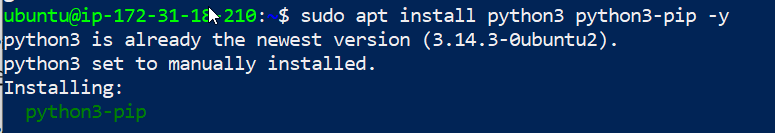 ubuntu@ip-172-31-18-210:~$ sudo apt install python3 python3-pip -y
python3 is already the newest version (3.14.3-0ubuntu2).
python3 set to manually installed.
Installing:
  python3-pip